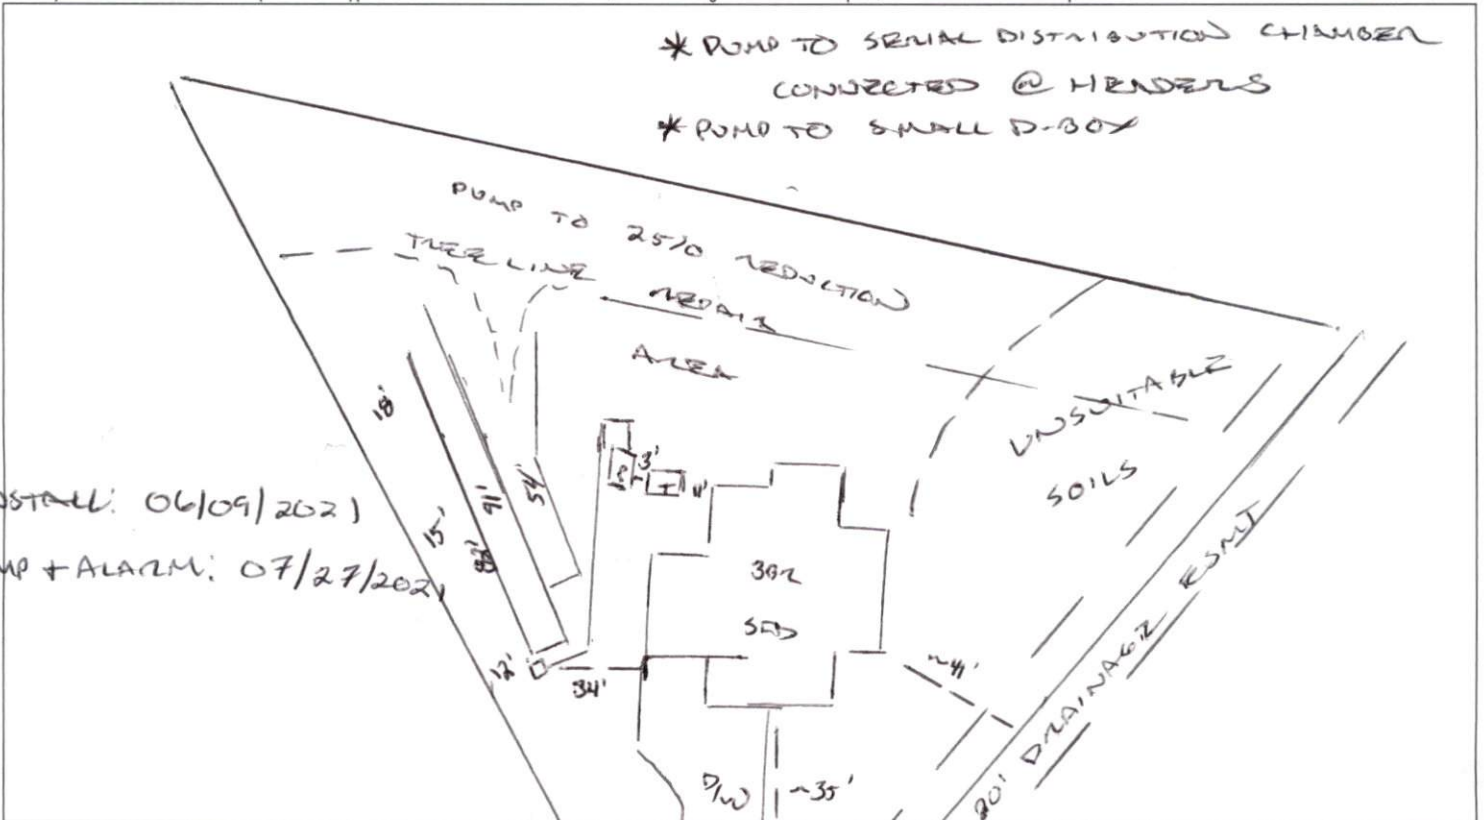 * PUMP TO SERIAL DISTRIBUTION CHAMBER
CONNECTED @ HEADERS
* PUMP TO SMALL D-BOX
PUMP TO 25% REDUCTION
TREE LINE
REPAIR
AREA
UNSUITABLE
SOILS
18'
3'
11'
54'
91'
STALL: 06/09/2021
15'
MP + ALARM: 07/27/2021
3BR
SFD
12'
34'
~41'
20' DRAINAGE ESMT
D/W
~35'